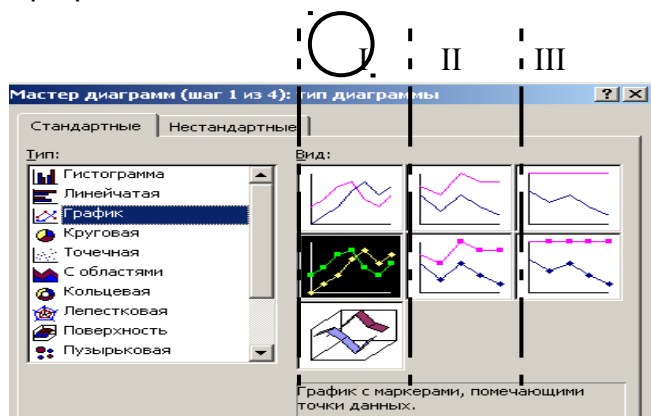 I II III
Мастер диаграмм (шаг 1 из 4): тип диаграммы
Стандартные Нестандартные
Тип: Вид:
Гистограмма
Линейчатая
График
Круговая
Точечная
С областями
Кольцевая
Лепестковая
Поверхность
Пузырьковая
График с маркерами, помечающими
точки данных.